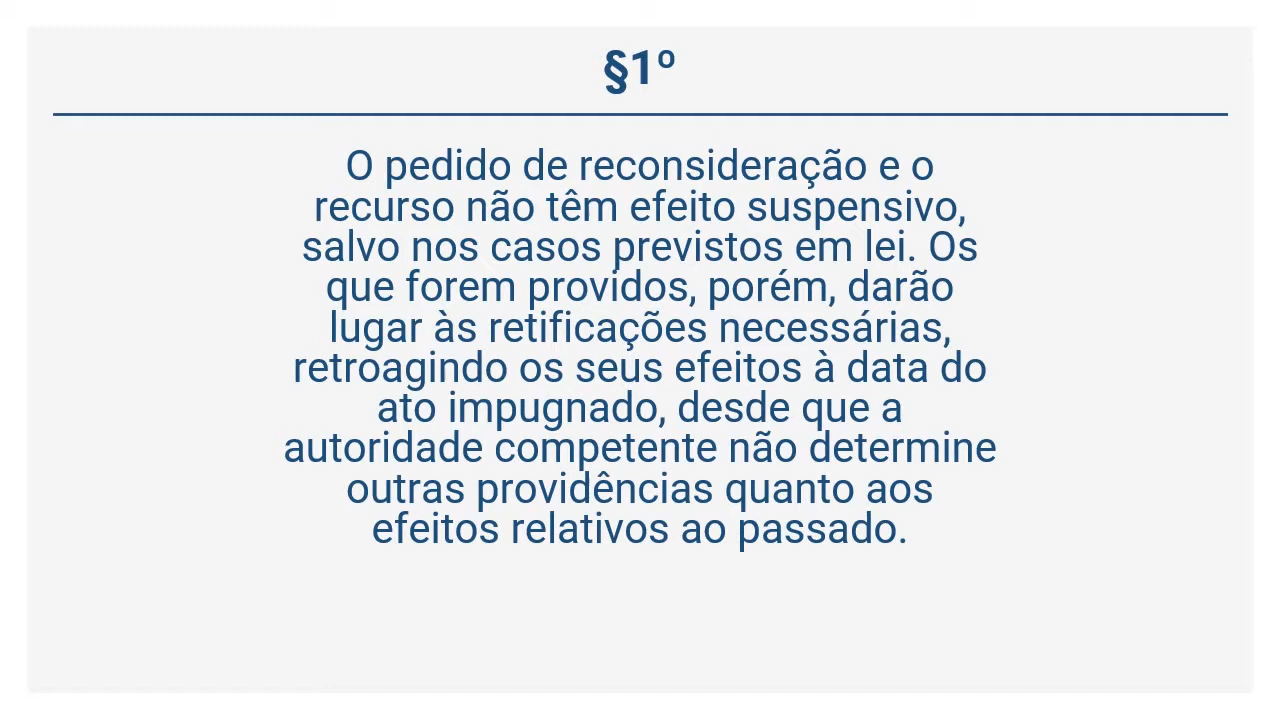 §1º
O pedido de reconsideração e o
recurso não têm efeito suspensivo,
salvo nos casos previstos em lei. Os
que forem providos, porém, darão
lugar às retificações necessárias,
retroagindo os seus efeitos à data do
ato impugnado, desde que a
autoridade competente não determine
outras providências quanto aos
efeitos relativos ao passado.